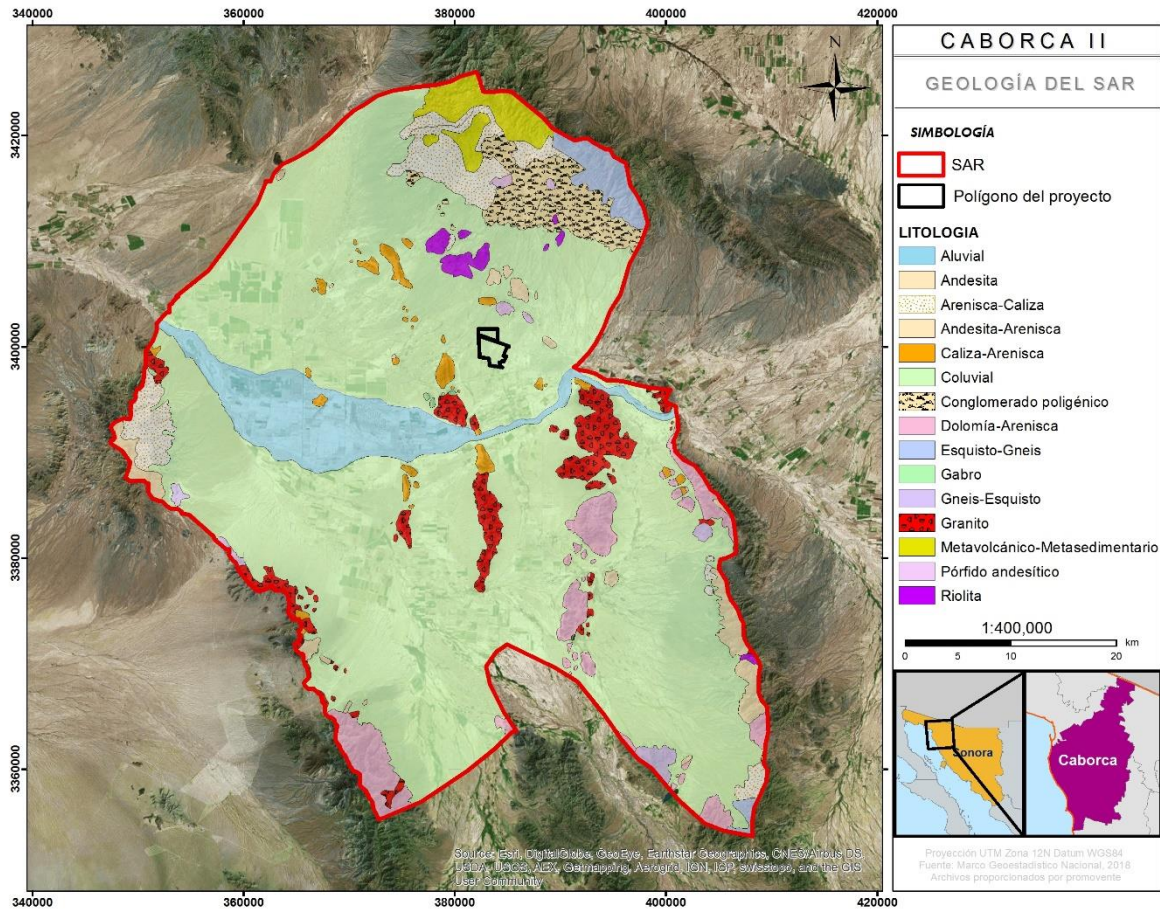 340000 360000 380000 400000 420000
CABORCA II
GEOLOGÍA DEL SAR
N
SIMBOLOGÍA
SAR
Polígono del proyecto
LITOLOGIA
Aluvial
Andesita
Arenisca-Caliza
Andesita-Arenisca
Caliza-Arenisca
Coluvial
Conglomerado poligénico
Dolomía-Arenisca
Esquisto-Gneis
Gabro
Gneis-Esquisto
Granito
Metavolcánico-Metasedimentario
Pórfido andesítico
Riolita
1:400,000
km
0 5 10 20
Sonora
Caborca
Proyección UTM Zona 12N Datum WGS84
Fuente: Marco Geoestadístico Nacional, 2018
Archivos proporcionados por promovente
3420000 3420000
3400000 3400000
3380000 3380000
3360000 3360000
Source: Esri, DigitalGlobe, GeoEye, Earthstar Geographics, CNES/Airbus DS,
USDA, USGS, AEX, Getmapping, Aerogrid, IGN, IGP, swisstopo, and the GIS
User Community
340000 360000 380000 400000 420000